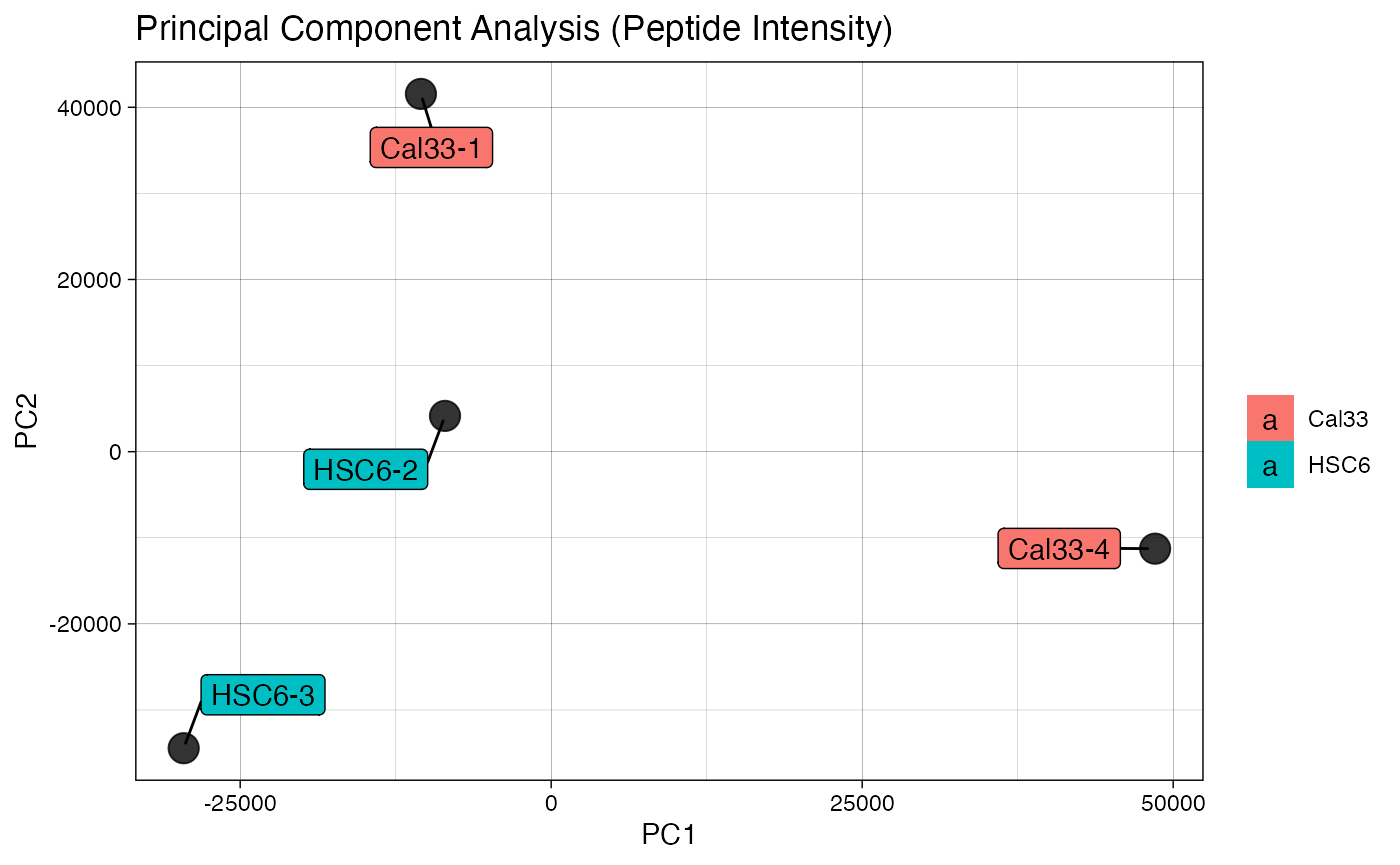 Principal Component Analysis (Peptide Intensity)
40000
20000
0
-20000
PC2
Cal33-1
HSC6-2
Cal33-4
HSC6-3
a Cal33
a HSC6
-25000 0 25000 50000
PC1